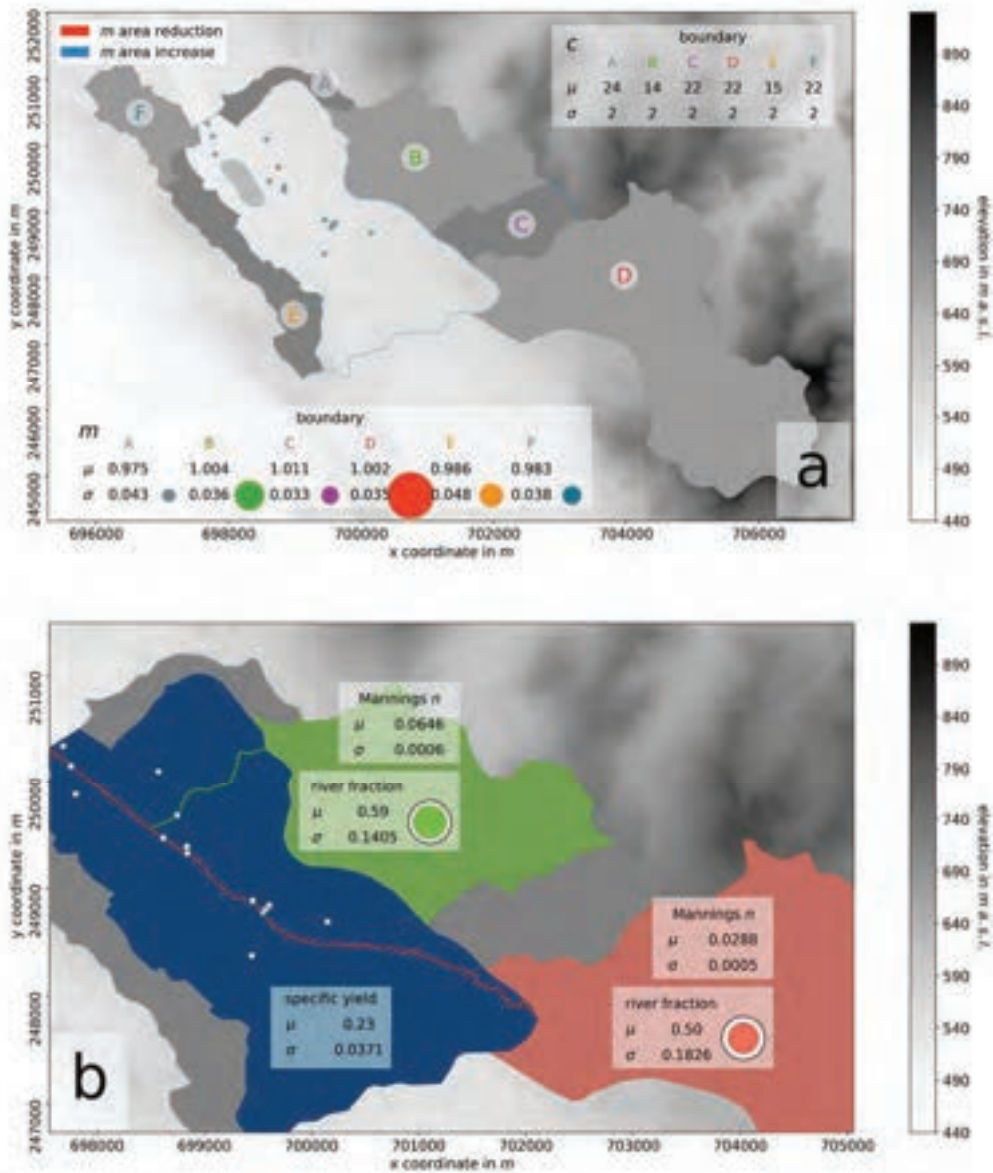 252000
251000
250000
249000
248000
247000
246000
245000
y coordinate in m
m area reduction
m area increase
c boundary
A B C D E F
μ 24 14 22 22 15 22
σ 2 2 2 2 2 2
A
F
B
C
D
E
m boundary
A B C D E F
μ 0.975 1.004 1.011 1.002 0.986 0.983
σ 0.043 0.036 0.033 0.035 0.048 0.038
a
696000 698000 700000 702000 704000 706000
x coordinate in m
890
840
790
740
690
640
590
540
490
440
elevation in m a.s.l.
251000
250000
249000
248000
247000
y coordinate in m
Mannings n
μ 0.0646
σ 0.0006
river fraction
μ 0.59
σ 0.1405
Mannings n
μ 0.0288
σ 0.0005
river fraction
μ 0.50
σ 0.1826
specific yield
μ 0.23
σ 0.0371
b
698000 699000 700000 701000 702000 703000 704000 705000
x coordinate in m
890
840
790
740
690
640
590
540
490
440
elevation in m a.s.l.